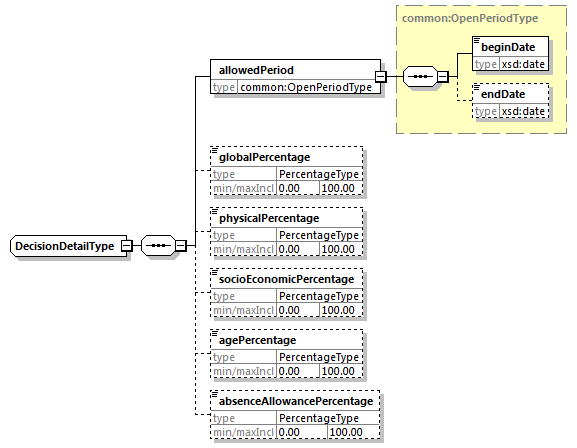 common:OpenPeriodType
beginDate
type xsd:date
endDate
type xsd:date
allowedPeriod
type common:OpenPeriodType
globalPercentage
type PercentageType
min/maxIncl 0.00 100.00
physicalPercentage
type PercentageType
min/maxIncl 0.00 100.00
DecisionDetailType
socioEconomicPercentage
type PercentageType
min/maxIncl 0.00 100.00
agePercentage
type PercentageType
min/maxIncl 0.00 100.00
absenceAllowancePercentage
type PercentageType
min/maxIncl 0.00 100.00